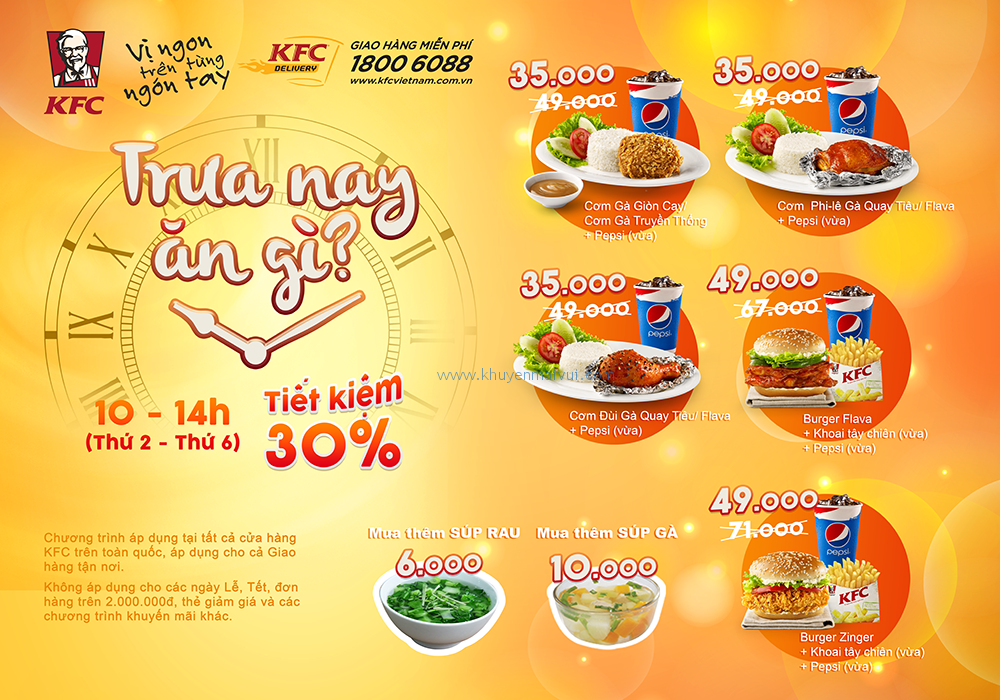 KFC
Vị ngon
trên từng
ngón tay
KFC
DELIVERY
GIAO HÀNG MIỄN PHÍ
1800 6088
www.kfcvietnam.com.vn
Trưa nay
ăn gì?
XII
10 - 14h
(Thứ 2 - Thứ 6)
Tiết kiệm
30%
Chương trình áp dụng tại tất cả cửa hàng
KFC trên toàn quốc, áp dụng cho cả Giao
hàng tận nơi.
Không áp dụng cho các ngày Lễ, Tết, đơn
hàng trên 2.000.000đ, thẻ giảm giá và các
chương trình khuyến mãi khác.
35.000
49.000
pepsi
Cơm Gà Giòn Cay/
Cơm Gà Truyền Thống
+ Pepsi (vừa)
35.000
49.000
pepsi
Cơm Phi-lê Gà Quay Tiêu/ Flava
+ Pepsi (vừa)
35.000
49.000
pepsi
Cơm Đùi Gà Quay Tiêu/ Flava
+ Pepsi (vừa)
49.000
67.000
pepsi
KFC
Burger Flava
+ Khoai tây chiên (vừa)
+ Pepsi (vừa)
49.000
71.000
pepsi
KFC
Burger Zinger
+ Khoai tây chiên (vừa)
+ Pepsi (vừa)
Mua thêm SÚP RAU
6.000
Mua thêm SÚP GÀ
10.000